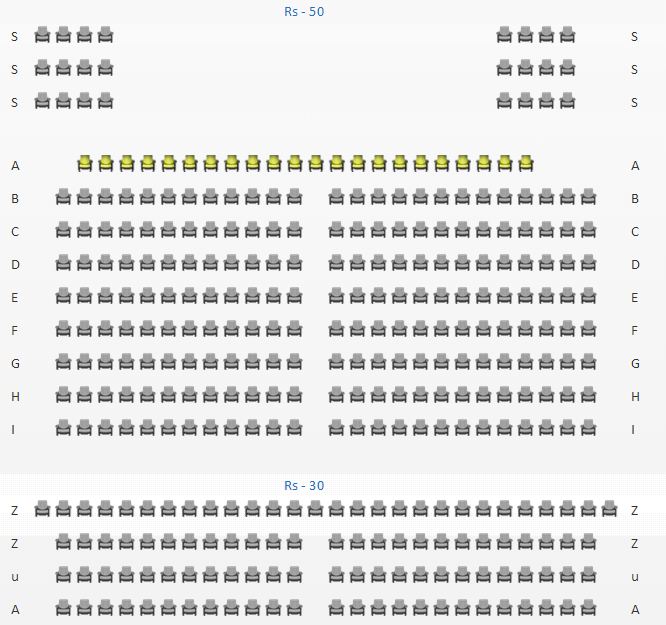 Rs - 50
S S
S S
S S
A A
B B
C C
D D
E E
F F
G G
H H
I I
Rs - 30
Z Z
Z Z
u u
A A